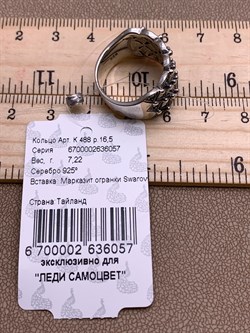 Кольцо Арт. К 488 р.16,5
Серия 6700002636057
Вес, г. 7,22
Серебро 925°
Вставка. Марказит огранки Swarov
Страна Тайланд
6 700002 636057
эксклюзивно для
"ЛЕДИ САМОЦВЕТ"